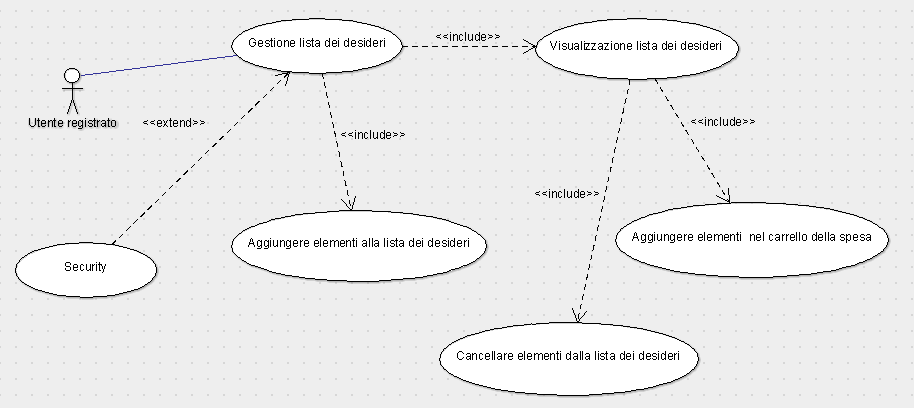 Gestione lista dei desideri
<<include>>
Visualizzazione lista dei desideri
Utente registrato
<<extend>>
<<include>>
<<include>>
<<include>>
Aggiungere elementi alla lista dei desideri
Aggiungere elementi  nel carrello della spesa
Security
Cancellare elementi dalla lista dei desideri